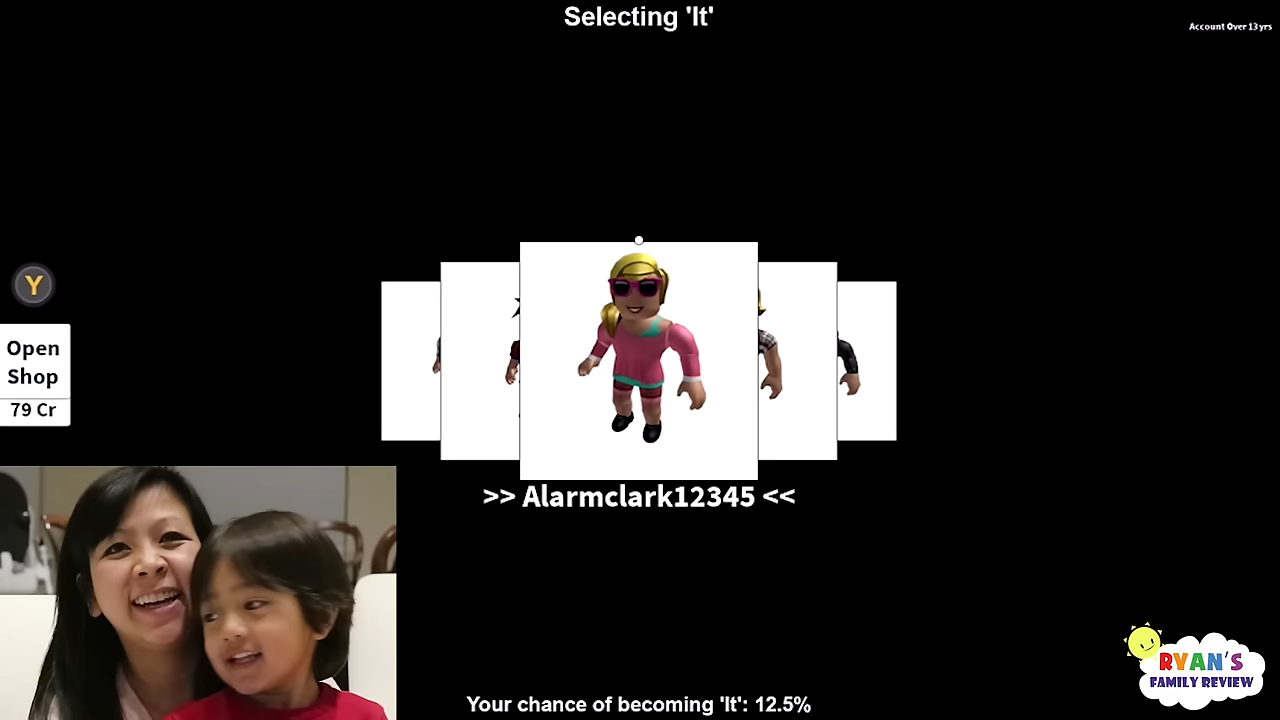 Selecting 'It'
Account Over 13 yrs
Y
Open
Shop
79 Cr
>> Alarmclark12345 <<
RYAN'S
FAMILY REVIEW
Your chance of becoming 'It': 12.5%